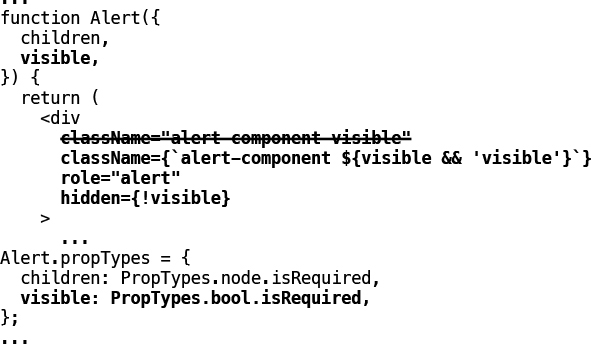 ...
function Alert({
  children,
  visible,
}) {
  return (
    <div
      className="alert-component visible"
      className={`alert-component ${visible && 'visible'}`}
      role="alert"
      hidden={!visible}
    >
      ...
Alert.propTypes = {
  children: PropTypes.node.isRequired,
  visible: PropTypes.bool.isRequired,
};
...